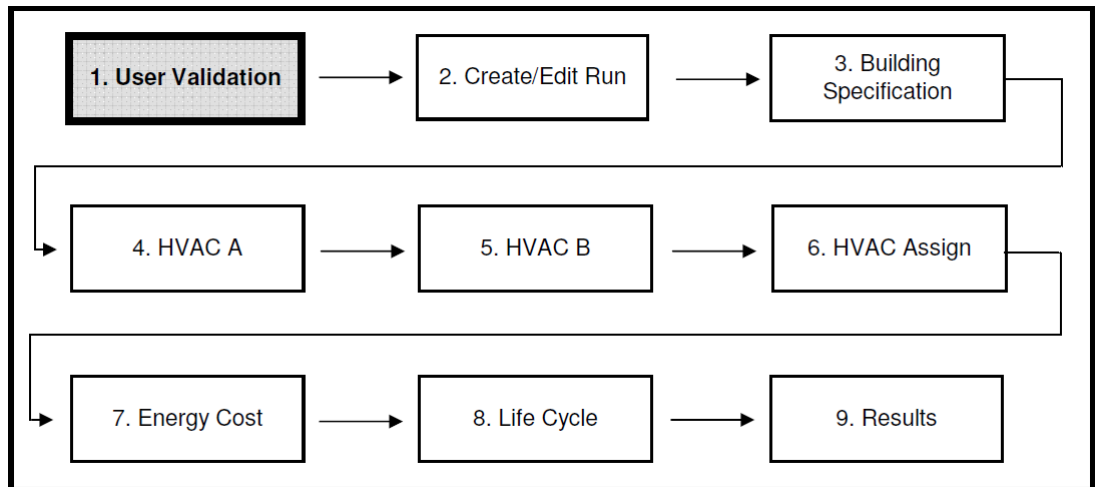 1. User Validation
2. Create/Edit Run
3. Building
Specification
4. HVAC A
5. HVAC B
6. HVAC Assign
7. Energy Cost
8. Life Cycle
9. Results